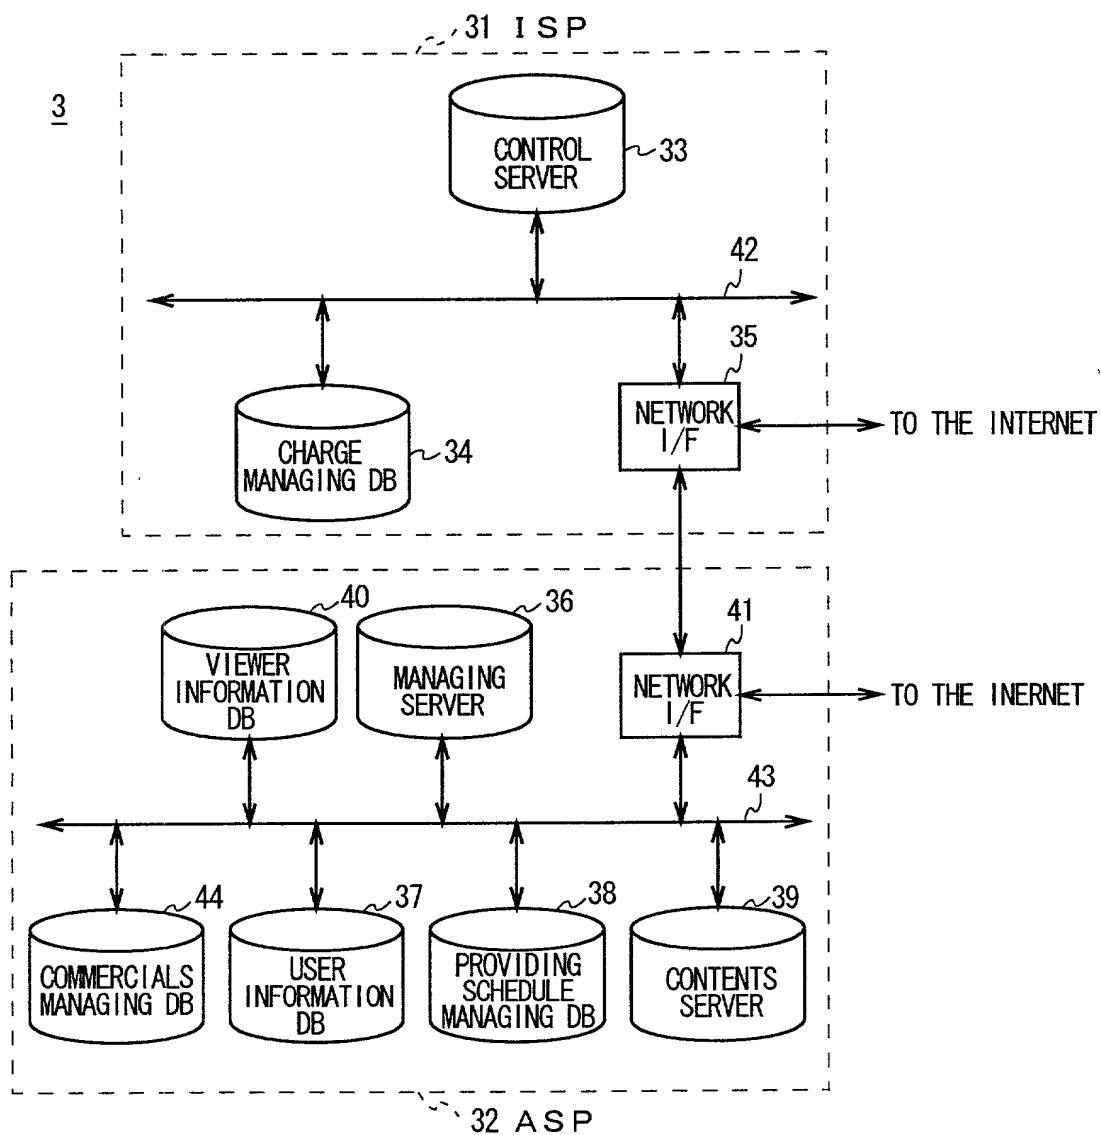 31 ISP
3
CONTROL
SERVER
33
42
35
NETWORK
I/F
TO THE INTERNET
CHARGE
MANAGING DB
34
40
36
41
VIEWER
INFORMATION
DB
MANAGING
SERVER
NETWORK
I/F
TO THE INERNET
43
44
37
38
39
COMMERCIALS
MANAGING DB
USER
INFORMATION
DB
PROVIDING
SCHEDULE
MANAGING DB
CONTENTS
SERVER
32 ASP